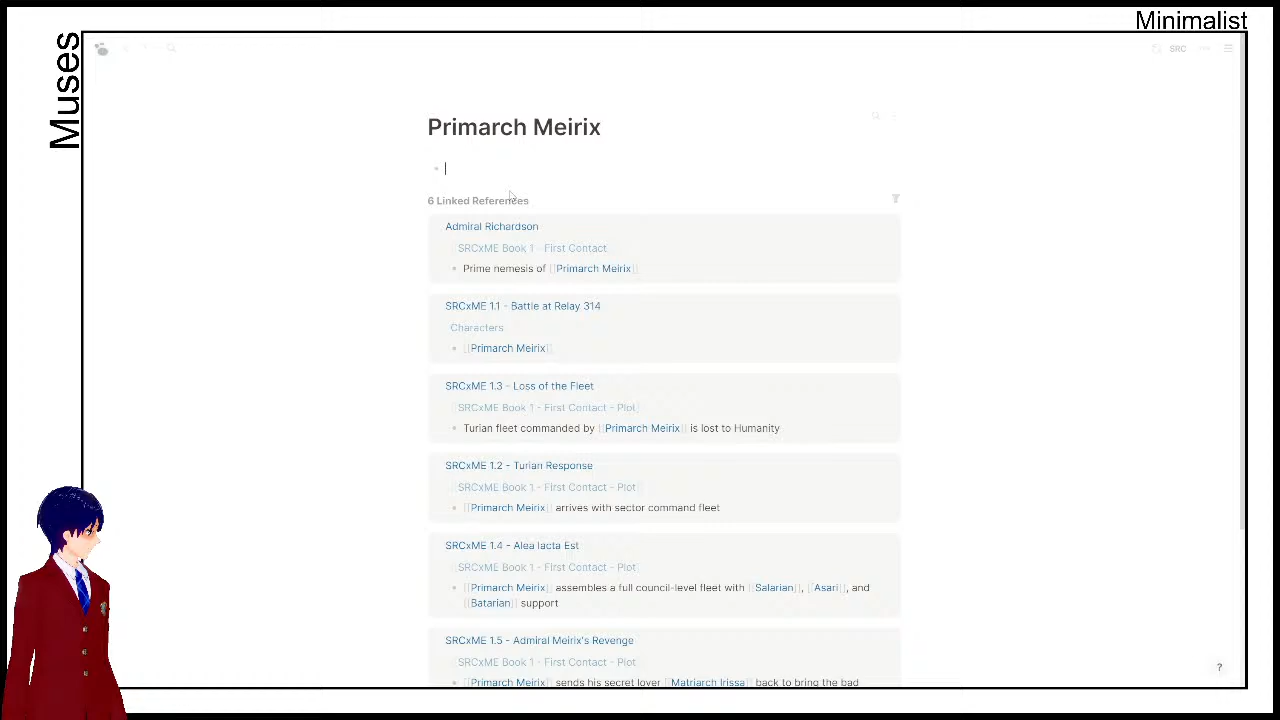 Minimalist
Muses
SRC
Primarch Meirix
6 Linked References
Admiral Richardson
SRCxME Book 1 - First Contact
Prime nemesis of [[Primarch Meirix]]
SRCxME 1.1 - Battle at Relay 314
Characters
[[Primarch Meirix]]
SRCxME 1.3 - Loss of the Fleet
[SRCxME Book 1 - First Contact - Plot]
Turian fleet commanded by [[Primarch Meirix]] is lost to Humanity
SRCxME 1.2 - Turian Response
[SRCxME Book 1 - First Contact - Plot]
[[Primarch Meirix]] arrives with sector command fleet
SRCxME 1.4 - Alea Iacta Est
[SRCxME Book 1 - First Contact - Plot]
[[Primarch Meirix]] assembles a full council-level fleet with [[Salarian]], [[Asari]], and
[[Batarian]] support
SRCxME 1.5 - Admiral Meirix's Revenge
[SRCxME Book 1 - First Contact - Plot]
[[Primarch Meirix]] sends his secret lover [[Matriarch Irissa]] back to bring the bad
?